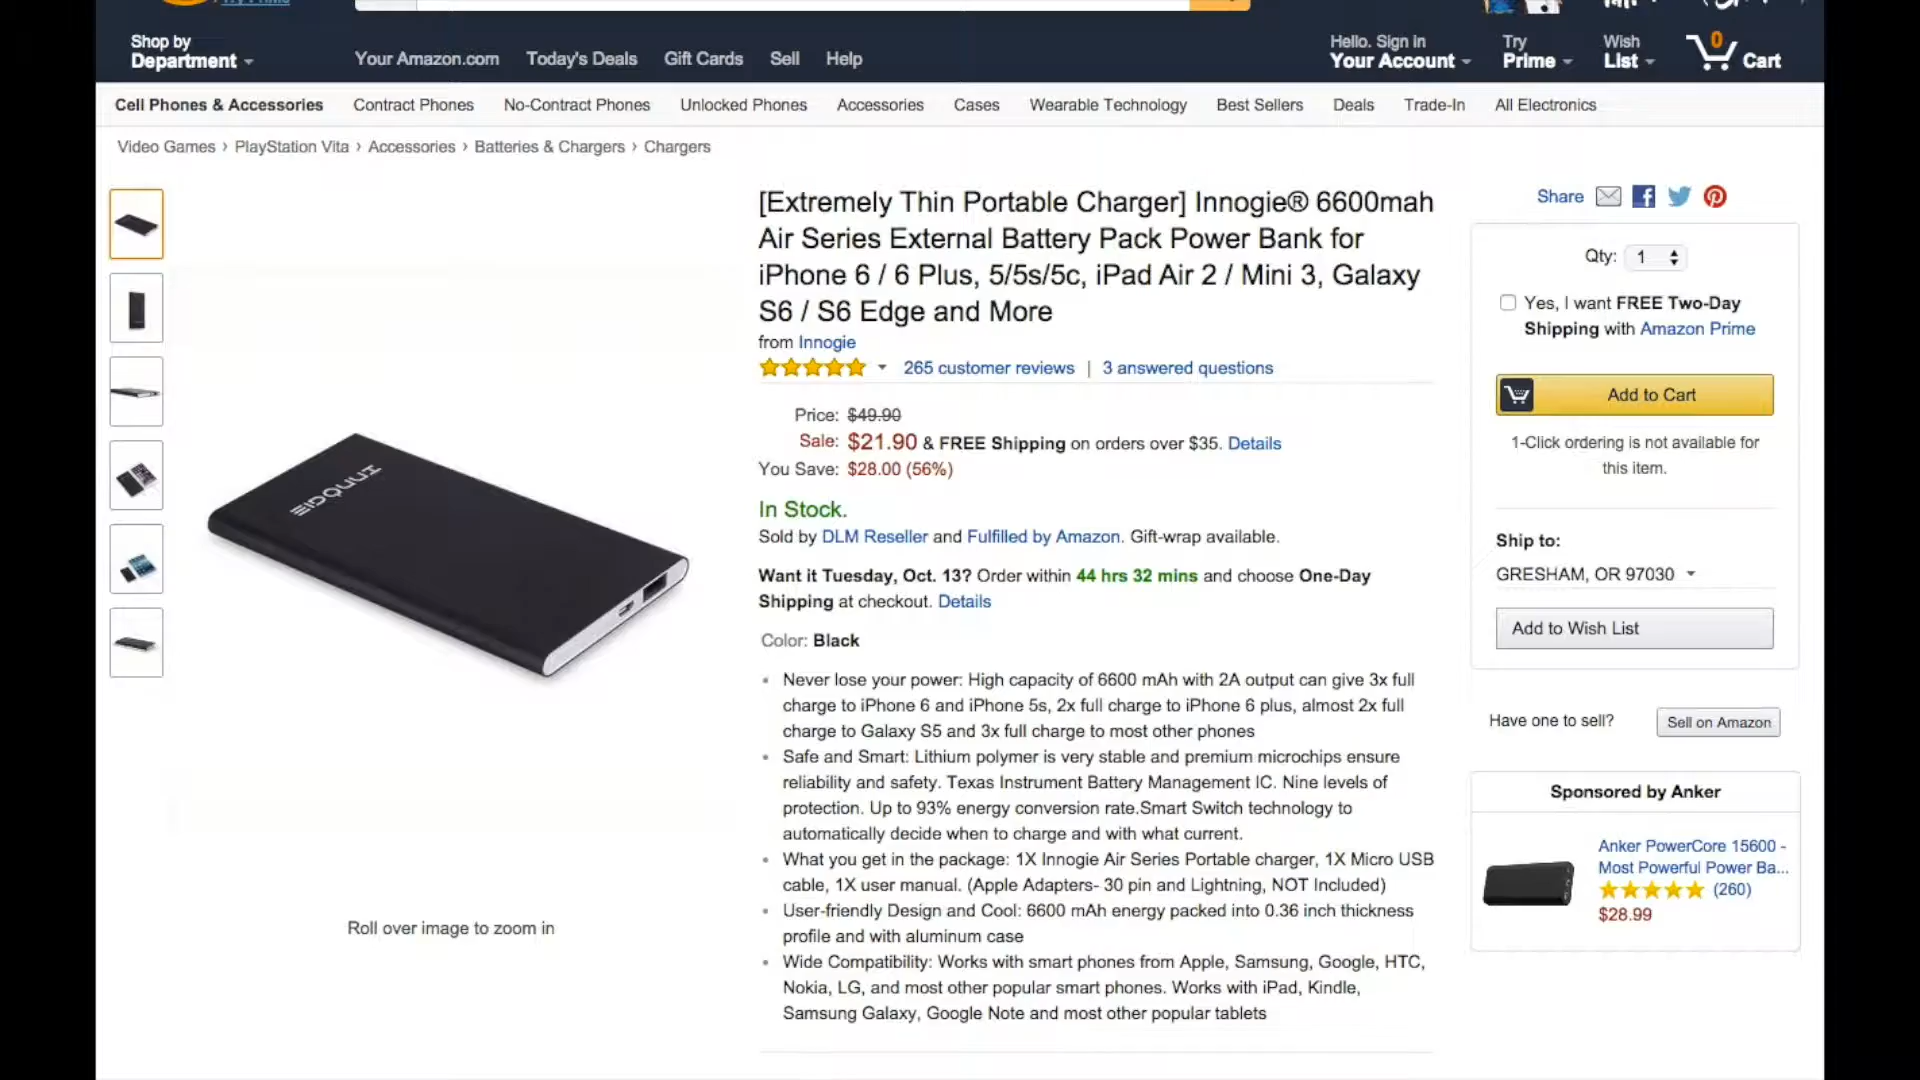 Try Prime
Shop by
Department
Your Amazon.com Today's Deals Gift Cards Sell Help
Hello. Sign in
Your Account
Try
Prime
Wish
List
0
Cart
Cell Phones & Accessories Contract Phones No-Contract Phones Unlocked Phones Accessories Cases Wearable Technology Best Sellers Deals Trade-In All Electronics
Video Games › PlayStation Vita › Accessories › Batteries & Chargers › Chargers
INNOGIE
Roll over image to zoom in
[Extremely Thin Portable Charger] Innogie® 6600mah
Air Series External Battery Pack Power Bank for
iPhone 6 / 6 Plus, 5/5s/5c, iPad Air 2 / Mini 3, Galaxy
S6 / S6 Edge and More
from Innogie
265 customer reviews | 3 answered questions
Price: $49.90
Sale: $21.90 & FREE Shipping on orders over $35. Details
You Save: $28.00 (56%)
In Stock.
Sold by DLM Reseller and Fulfilled by Amazon. Gift-wrap available.
Want it Tuesday, Oct. 13? Order within 44 hrs 32 mins and choose One-Day
Shipping at checkout. Details
Color: Black
Never lose your power: High capacity of 6600 mAh with 2A output can give 3x full
charge to iPhone 6 and iPhone 5s, 2x full charge to iPhone 6 plus, almost 2x full
charge to Galaxy S5 and 3x full charge to most other phones
Safe and Smart: Lithium polymer is very stable and premium microchips ensure
reliability and safety. Texas Instrument Battery Management IC. Nine levels of
protection. Up to 93% energy conversion rate.Smart Switch technology to
automatically decide when to charge and with what current.
What you get in the package: 1X Innogie Air Series Portable charger, 1X Micro USB
cable, 1X user manual. (Apple Adapters- 30 pin and Lightning, NOT Included)
User-friendly Design and Cool: 6600 mAh energy packed into 0.36 inch thickness
profile and with aluminum case
Wide Compatibility: Works with smart phones from Apple, Samsung, Google, HTC,
Nokia, LG, and most other popular smart phones. Works with iPad, Kindle,
Samsung Galaxy, Google Note and most other popular tablets
Share
Qty: 1
Yes, I want FREE Two-Day
Shipping with Amazon Prime
Add to Cart
1-Click ordering is not available for
this item.
Ship to:
GRESHAM, OR 97030
Add to Wish List
Have one to sell? Sell on Amazon
Sponsored by Anker
Anker PowerCore 15600 -
Most Powerful Power Ba...
(260)
$28.99